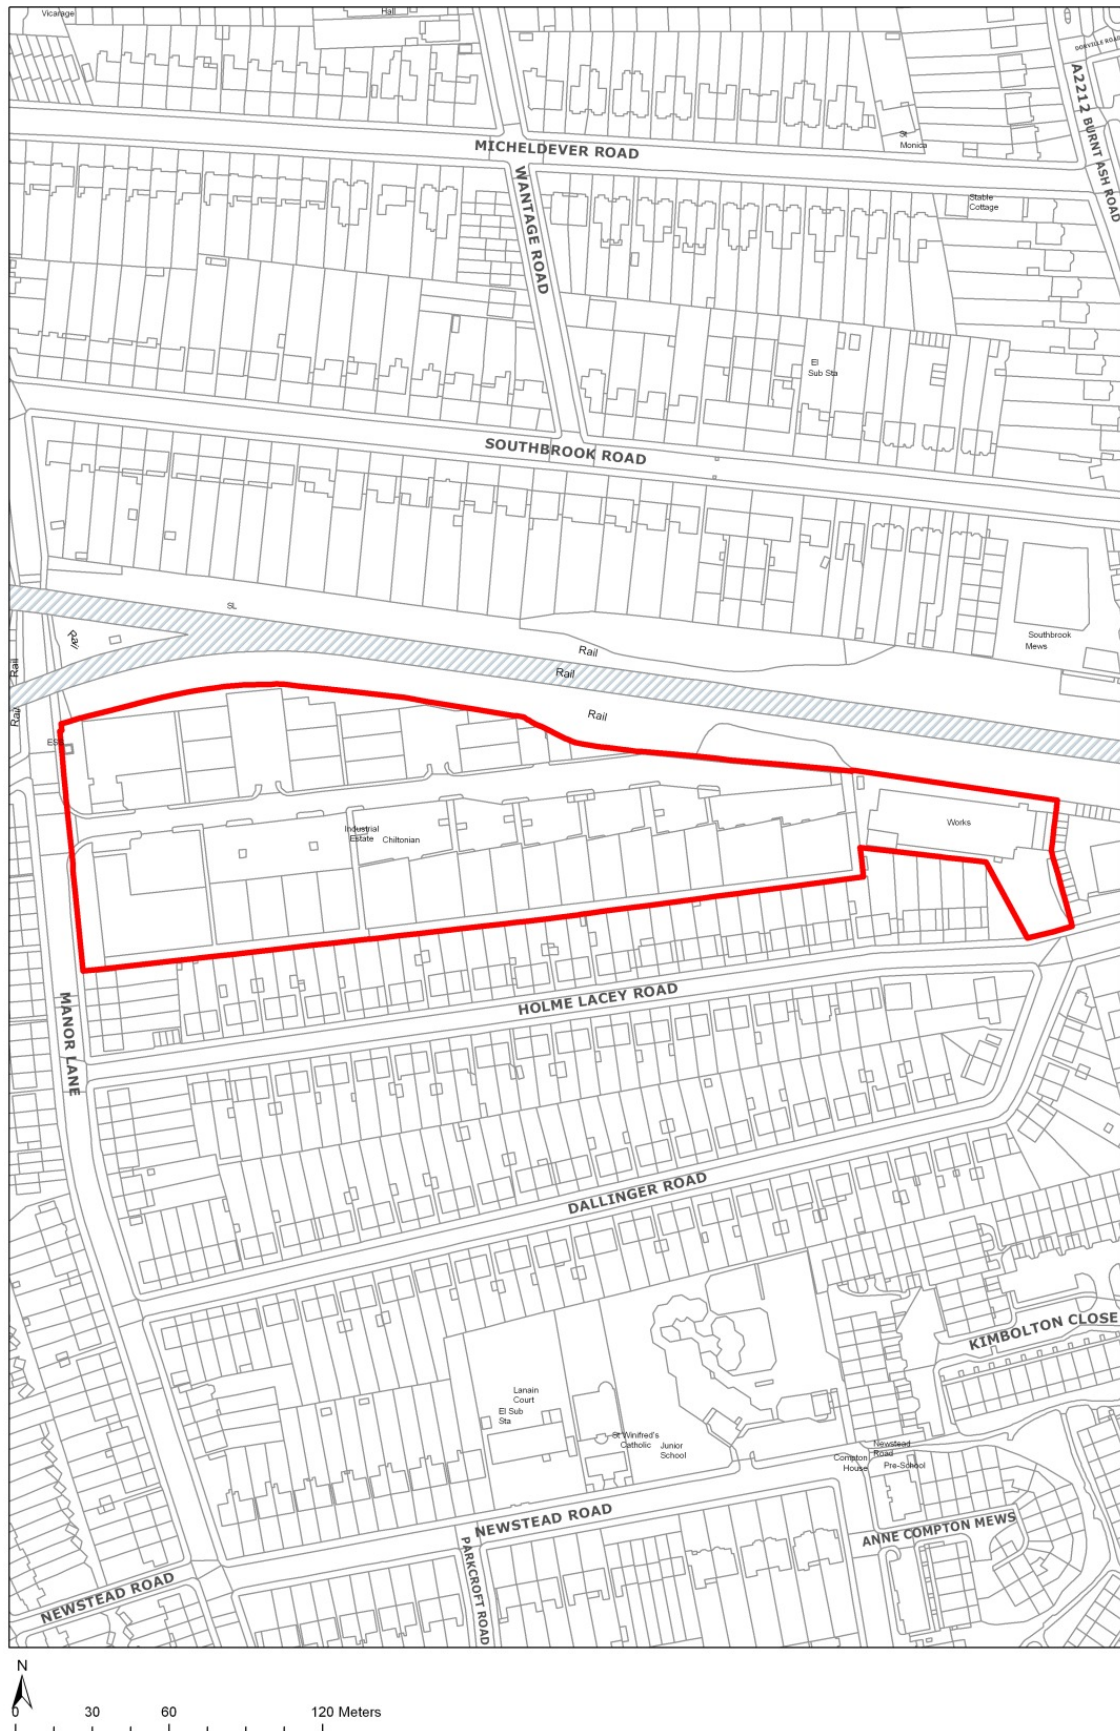 Vicarage
Hall
A2212 BURNT ASH ROAD
MICHELDEVER ROAD
St
Monica
WANTAGE ROAD
Stable
Cottage
El
Sub Sta
SOUTHBROOK ROAD
SL
Rail
Rail
Rail
Southbrook
Mews
Rail
Rail
Rail
Works
Industrial
Estate
Chiltonian
MANOR LANE
HOLME LACEY ROAD
DALLINGER ROAD
KIMBOLTON CLOSE
Lanain
Court
El Sub
Sta
St Winifred's
Catholic
Junior
School
Newstead
Road
Pre-School
Compton
House
NEWSTEAD ROAD
ANNE COMPTON MEWS
PARKCROFT ROAD
NEWSTEAD ROAD
N
0 30 60 120 Meters